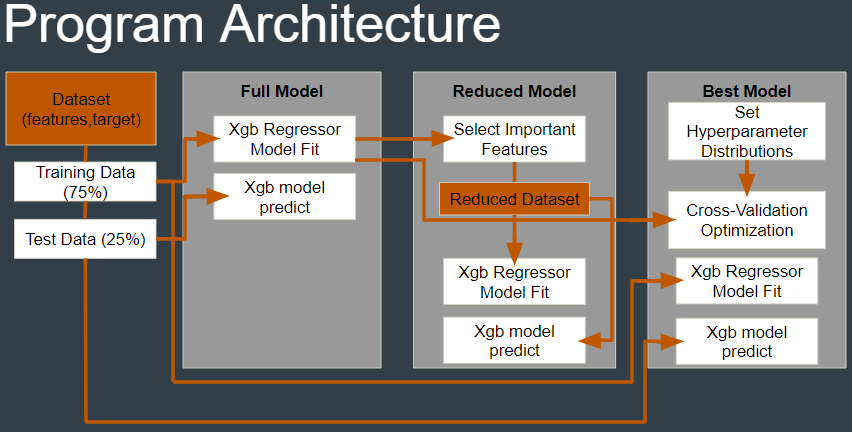 Program Architecture
Dataset
(features,target)
Training Data
(75%)
Test Data (25%)
Full Model
Xgb Regressor
Model Fit
Xgb model
predict
Reduced Model
Select Important
Features
Reduced Dataset
Xgb Regressor
Model Fit
Xgb model
predict
Best Model
Set
Hyperparameter
Distributions
Cross-Validation
Optimization
Xgb Regressor
Model Fit
Xgb model
predict